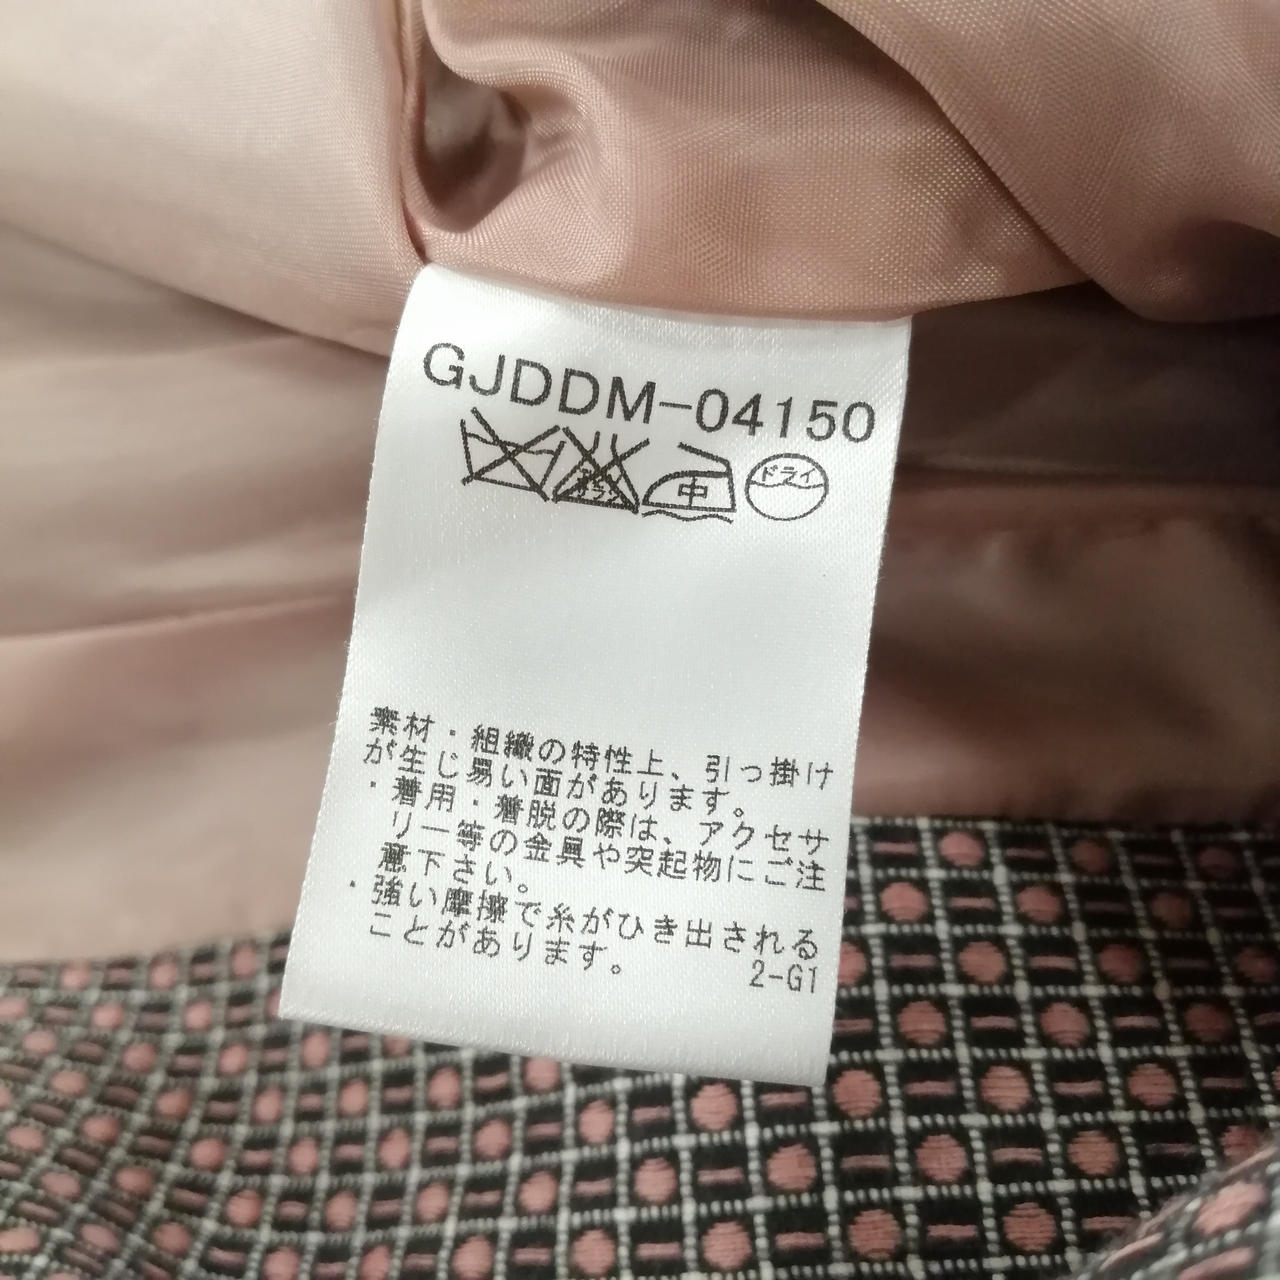 GJDDM-04150
中
ドライ
素材・組織の特性上、引っ掛け
が生じ易い面があります。
・着用・着脱の際は、アクセサ
リー等の金具や突起物にご注
意下さい。
・強い摩擦で糸がひき出される
ことがあります。
2-G1